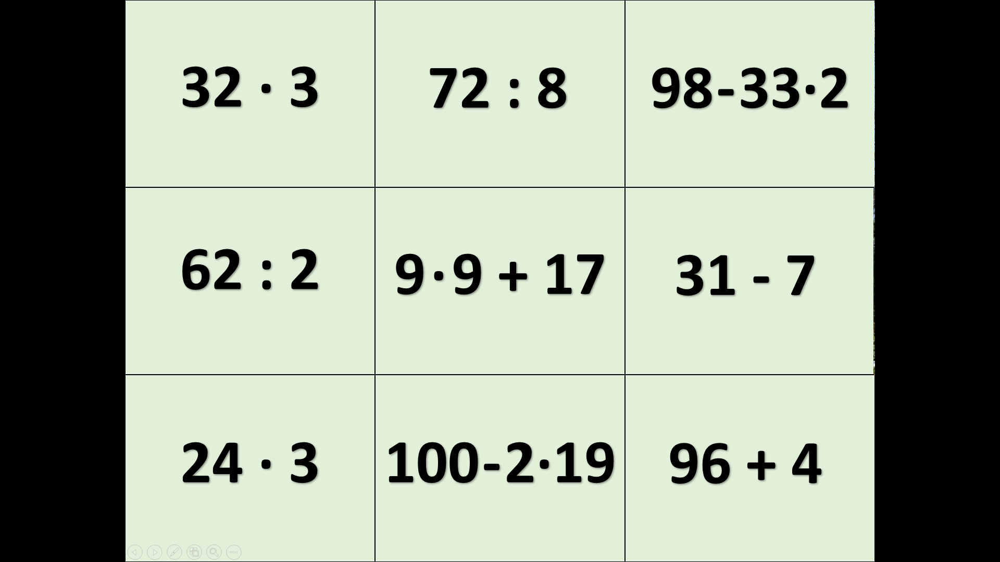 32 · 3
72 : 8
98-33·2
62 : 2
9·9 + 17
31 - 7
24 · 3
100-2·19
96 + 4